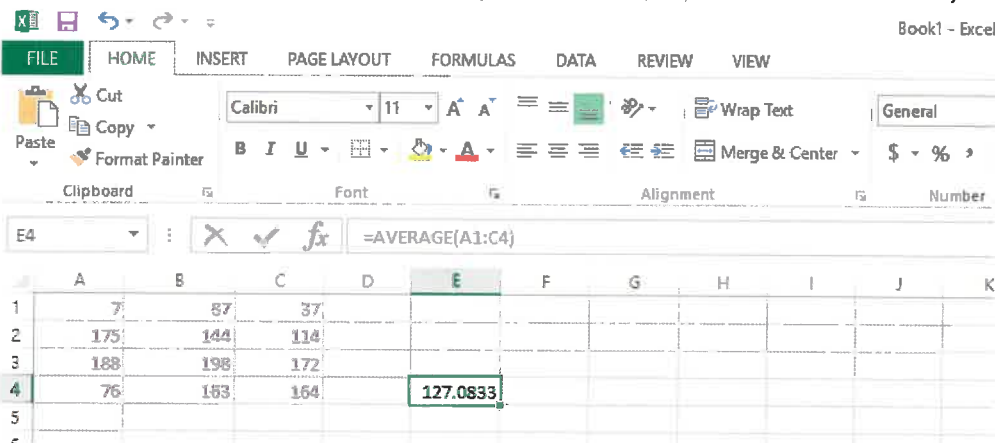 Book1 - Excel
FILE HOME INSERT PAGE LAYOUT FORMULAS DATA REVIEW VIEW
Cut
Copy
Paste
Format Painter
Clipboard
Calibri 11 A A
B I U A
Font
Wrap Text
Merge & Center
Alignment
General
$ % ,
Number
E4 fx =AVERAGE(A1:C4)
A B C D E F G H I J K
1 7 87 37
2 175 144 114
3 188 198 172
4 76 163 164 127.0833
5